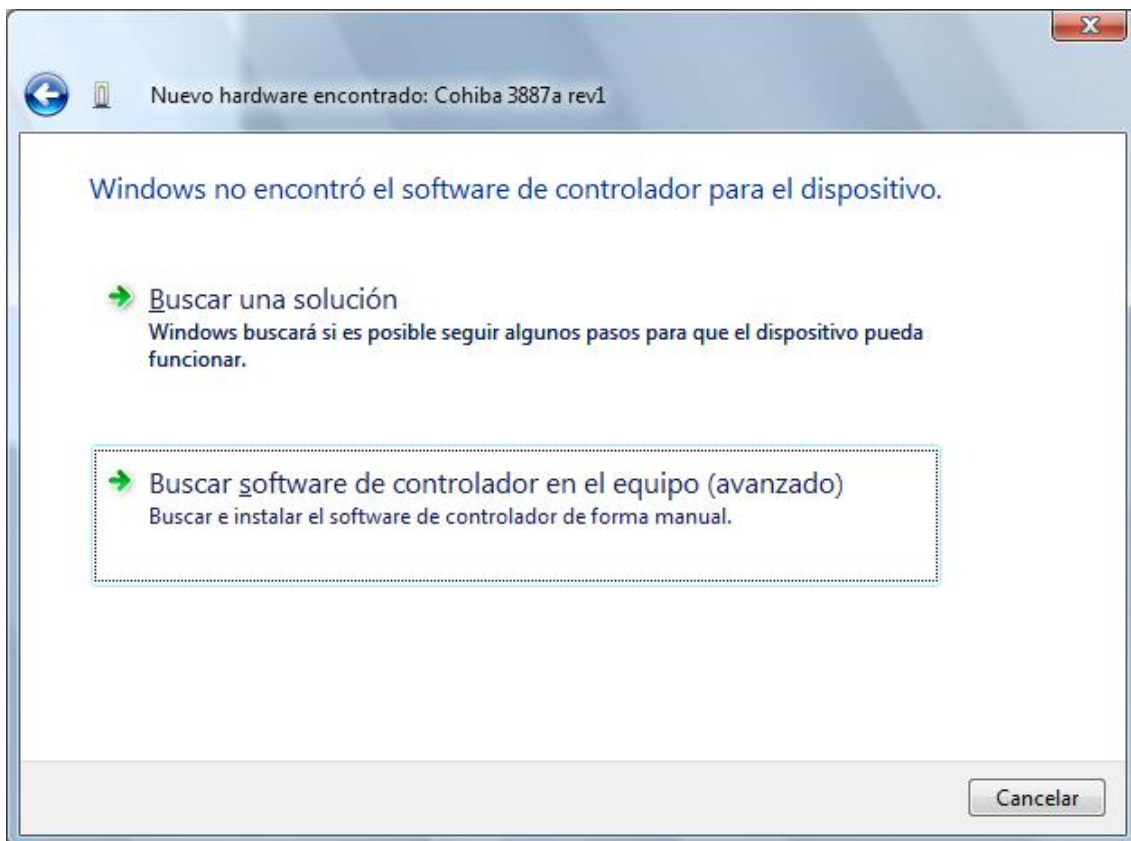 Nuevo hardware encontrado: Cohiba 3887a rev1
Windows no encontró el software de controlador para el dispositivo.
Buscar una solución
Windows buscará si es posible seguir algunos pasos para que el dispositivo pueda
funcionar.
Buscar software de controlador en el equipo (avanzado)
Buscar e instalar el software de controlador de forma manual.
Cancelar